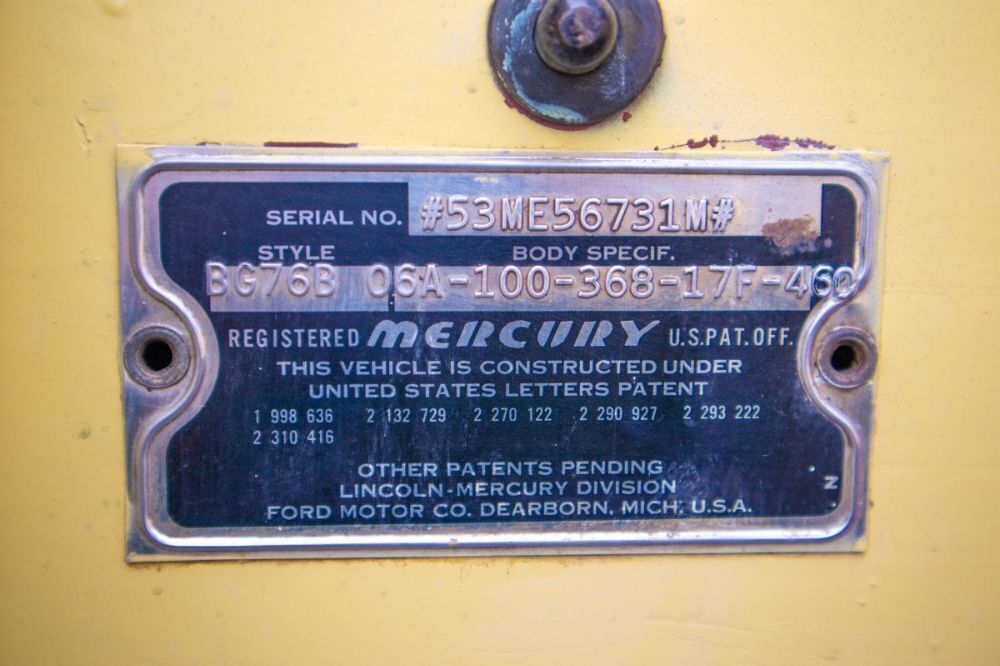 SERIAL NO. #53ME56731M#
STYLE BODY SPECIF.
BG76B 06A-100-368-17F-460
REGISTERED MERCURY U.S.PAT.OFF.
THIS VEHICLE IS CONSTRUCTED UNDER
UNITED STATES LETTERS PATENT
1 998 636 2 132 729 2 270 122 2 290 927 2 293 222
2 310 416
OTHER PATENTS PENDING
LINCOLN-MERCURY DIVISION
Z
FORD MOTOR CO. DEARBORN, MICH. U.S.A.